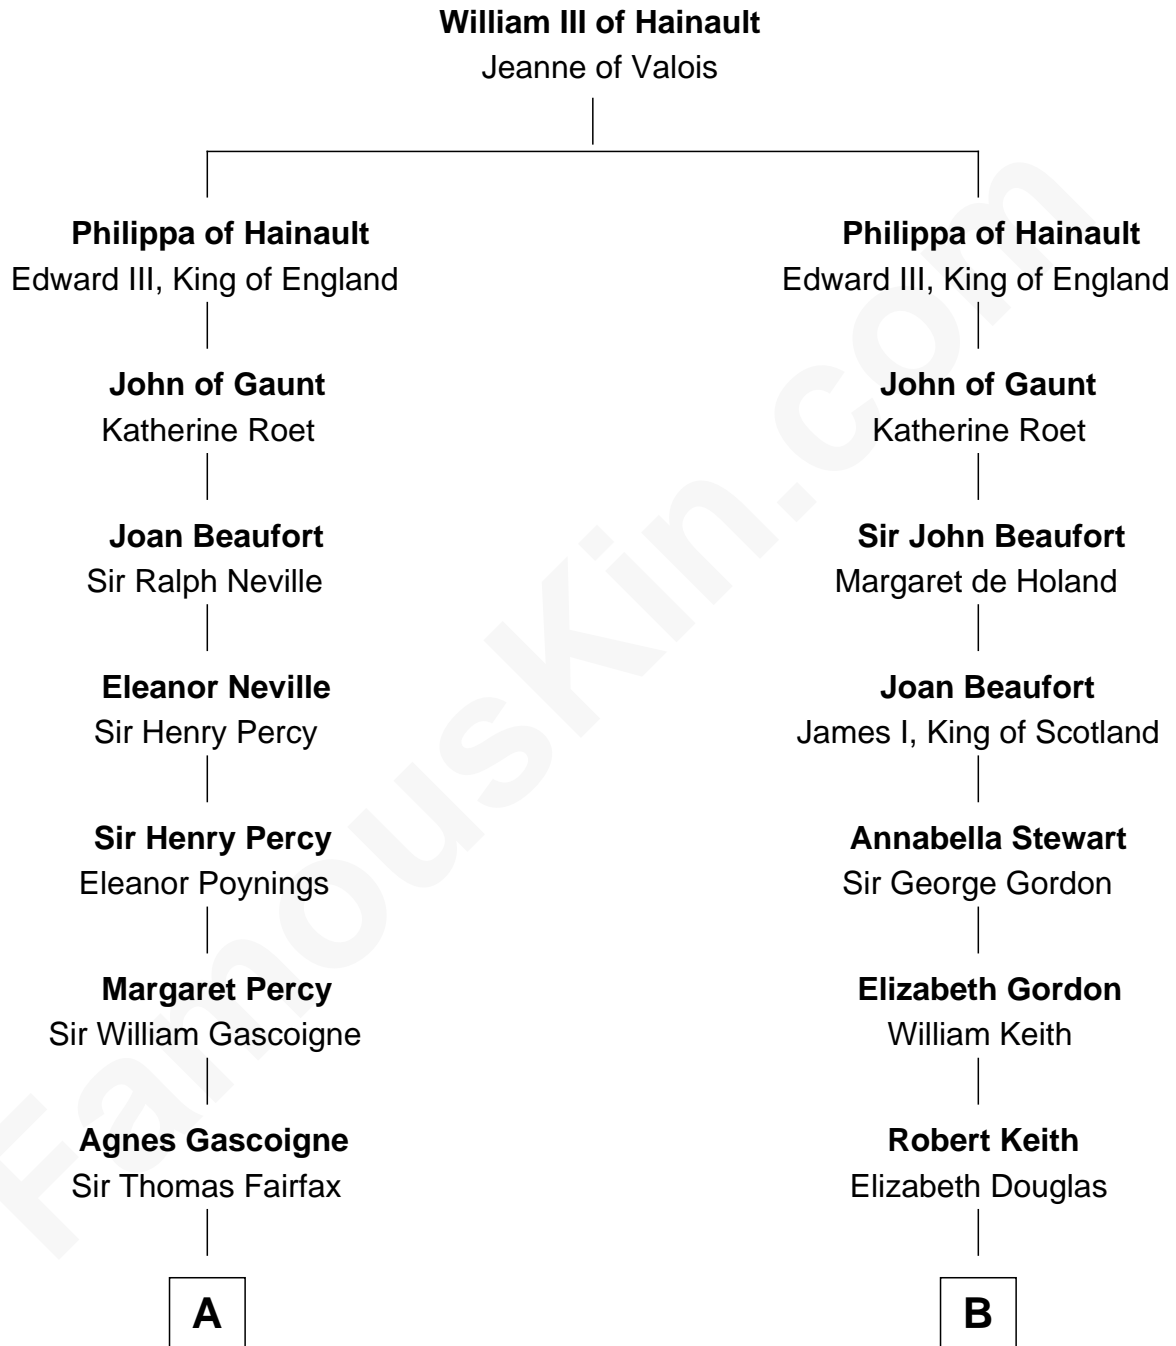 William III of Hainault
Jeanne of Valois
Philippa of Hainault
Edward III, King of England
John of Gaunt
Katherine Roet
Joan Beaufort
Sir Ralph Neville
Eleanor Neville
Sir Henry Percy
Sir Henry Percy
Eleanor Poynings
Margaret Percy
Sir William Gascoigne
Agnes Gascoigne
Sir Thomas Fairfax
A
Philippa of Hainault
Edward III, King of England
John of Gaunt
Katherine Roet
Sir John Beaufort
Margaret de Holand
Joan Beaufort
James I, King of Scotland
Annabella Stewart
Sir George Gordon
Elizabeth Gordon
William Keith
Robert Keith
Elizabeth Douglas
B
FamousKin.com